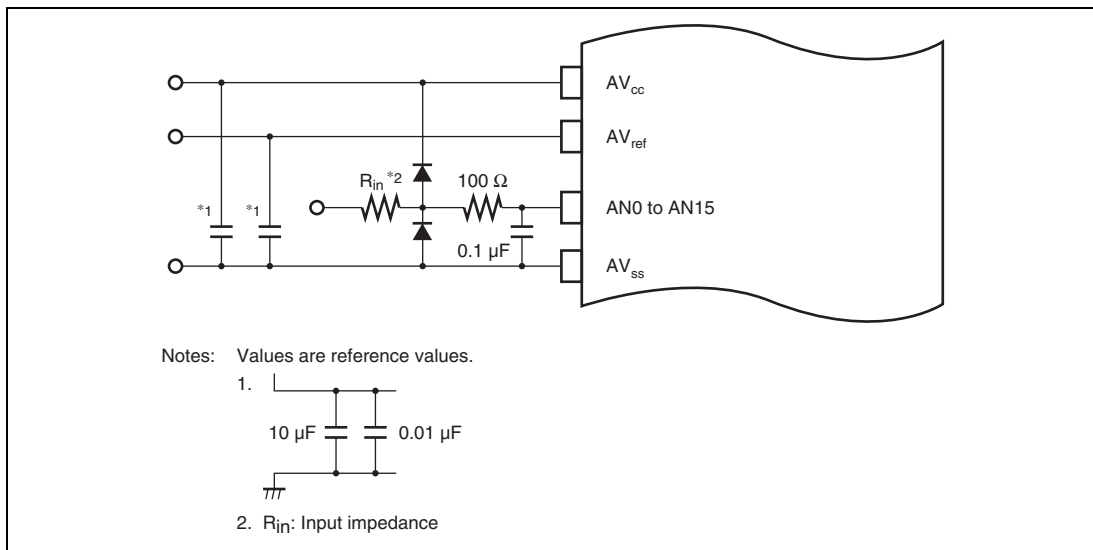 AVcc
AVref
Rin *2
100 Ω
*1
*1
AN0 to AN15
0.1 µF
AVss
Notes: Values are reference values.
1.
10 µF
0.01 µF
2. Rin: Input impedance